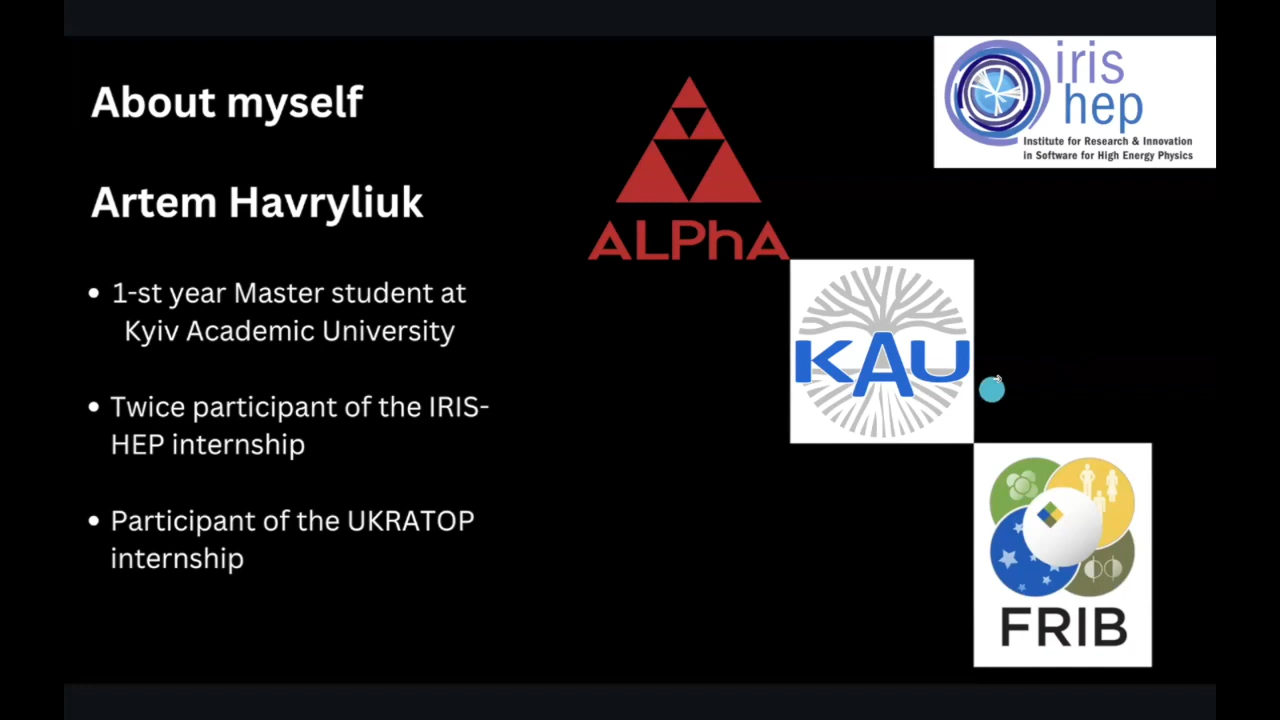 About myself
Artem Havryliuk
• 1-st year Master student at
Kyiv Academic University
• Twice participant of the IRIS-
HEP internship
• Participant of the UKRATOP
internship
ALPhA
iris
hep
Institute for Research & Innovation
in Software for High Energy Physics
KAU
FRIB